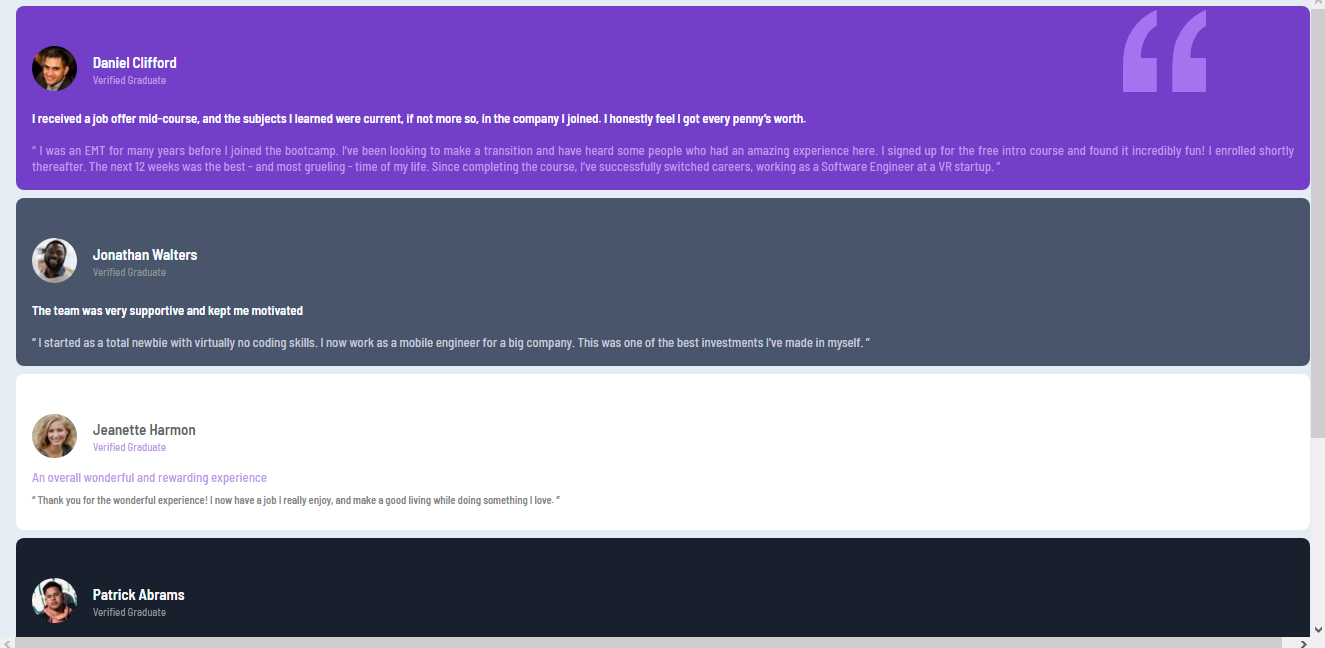 “
Daniel Clifford
Verified Graduate
I received a job offer mid-course, and the subjects I learned were current, if not more so, in the company I joined. I honestly feel I got every penny’s worth.
“ I was an EMT for many years before I joined the bootcamp. I’ve been looking to make a transition and have heard some people who had an amazing experience here. I signed up for the free intro course and found it incredibly fun! I enrolled shortly
thereafter. The next 12 weeks was the best - and most grueling - time of my life. Since completing the course, I’ve successfully switched careers, working as a Software Engineer at a VR startup. ”
Jonathan Walters
Verified Graduate
The team was very supportive and kept me motivated
“ I started as a total newbie with virtually no coding skills. I now work as a mobile engineer for a big company. This was one of the best investments I’ve made in myself. ”
Jeanette Harmon
Verified Graduate
An overall wonderful and rewarding experience
“ Thank you for the wonderful experience! I now have a job I really enjoy, and make a good living while doing something I love. ”
Patrick Abrams
Verified Graduate